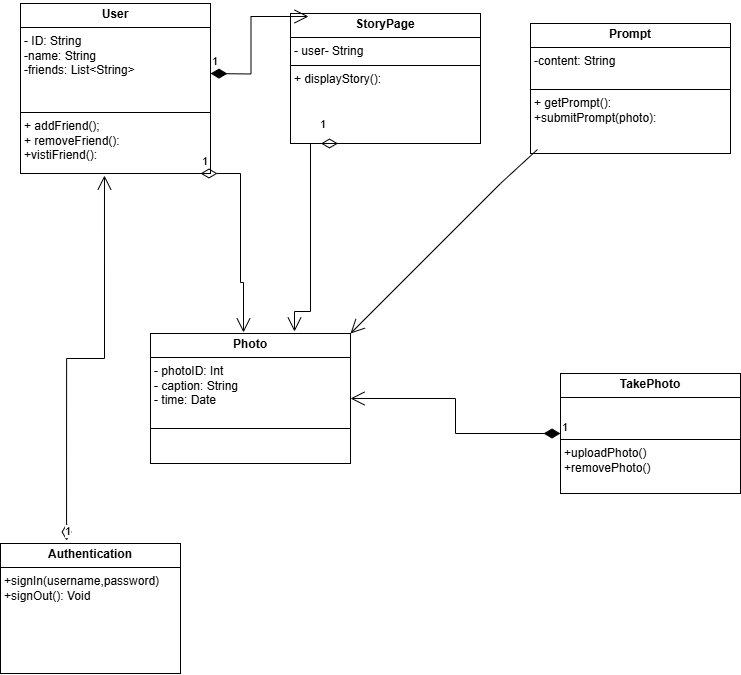 User
- ID: String
-name: String
-friends: List<String>
+ addFriend();
+ removeFriend():
+vistiFriend():
1
1
StoryPage
- user- String
+ displayStory():
1
Prompt
-content: String
+ getPrompt():
+submitPrompt(photo):
Photo
- photoID: Int
- caption: String
- time: Date
TakePhoto
1
+uploadPhoto()
+removePhoto()
1
Authentication
+signIn(username,password)
+signOut(): Void